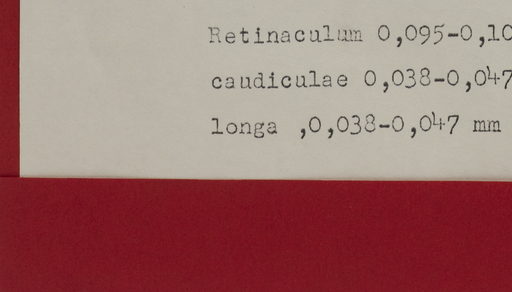 Retinaculum 0,095-0,10
caudiculae 0,038-0,047
longa ,0,038-0,047 mm